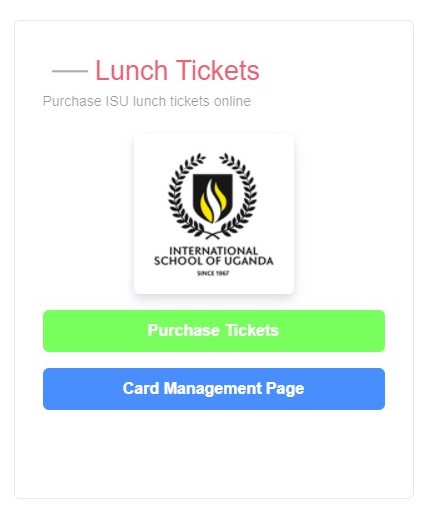 Lunch Tickets
Purchase ISU lunch tickets online
INTERNATIONAL
SCHOOL OF UGANDA
SINCE 1967
Purchase Tickets
Card Management Page